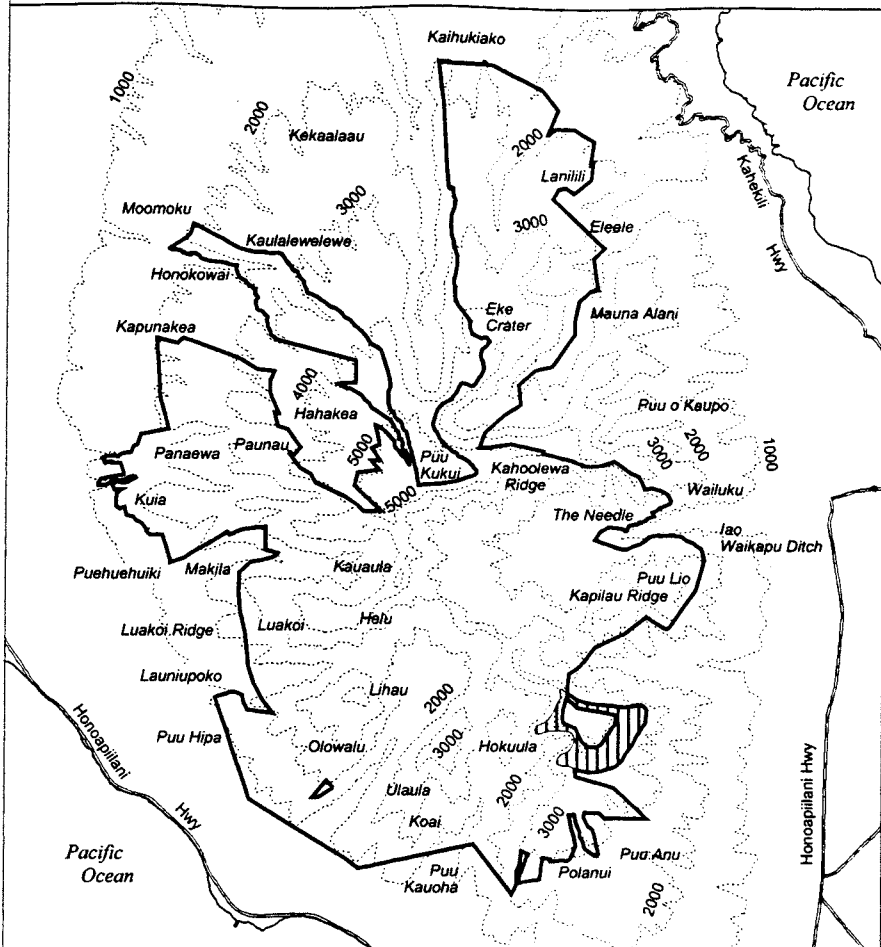 Kaihukiako
Pacific
Ocean
1000
2000
Kekaalaau
2000
Kahekili
Hwy
Lanilili
3000
Moomoku
3000
Eleele
Kaulalewelewe
Honokowai
Eke
Crater
Mauna Alani
Kapunakea
4000
Hahakea
Puu o Kaupo
Panaewa
Paunau
5000
Puu
Kukui
Kahoolewa
Ridge
3000
2000
1000
Wailuku
Kuia
5000
The Needle
Iao
Waikapu Ditch
Puehuehuiki
Makila
Kauaula
Puu Lio
Kapilau Ridge
Luakoi Ridge
Luakoi
Helu
Launiupoko
Lihau
2000
Puu Hipa
Olowalu
3000
Hokuula
Honoapiilani
Hwy
Ulaula
2000
Koai
3000
Honoapiilani Hwy
Pacific
Ocean
Puu
Kauoha
Polanui
Puu Anu
2000